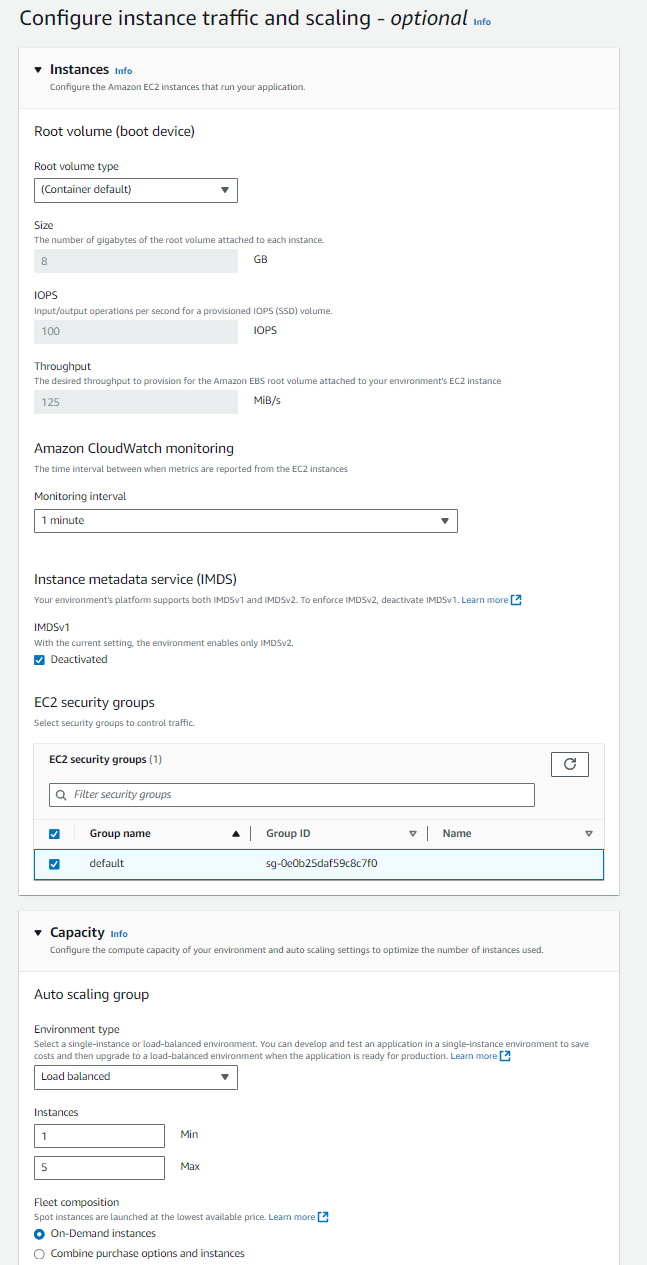 Configure instance traffic and scaling - optional Info
Instances Info
Configure the Amazon EC2 instances that run your application.
Root volume (boot device)
Root volume type
(Container default)
Size
The number of gigabytes of the root volume attached to each instance.
8 GB
IOPS
Input/output operations per second for a provisioned IOPS (SSD) volume.
100 IOPS
Throughput
The desired throughput to provision for the Amazon EBS root volume attached to your environment's EC2 instance
125 MiB/s
Amazon CloudWatch monitoring
The time interval between when metrics are reported from the EC2 instances
Monitoring interval
1 minute
Instance metadata service (IMDS)
Your environment's platform supports both IMDSv1 and IMDSv2. To enforce IMDSv2, deactivate IMDSv1. Learn more
IMDSv1
With the current setting, the environment enables only IMDSv2.
Deactivated
EC2 security groups
Select security groups to control traffic.
EC2 security groups (1)
Filter security groups
Group name Group ID Name
default sg-0e0b25daf59c8c7f0
Capacity Info
Configure the compute capacity of your environment and auto scaling settings to optimize the number of instances used.
Auto scaling group
Environment type
Select a single-instance or load-balanced environment. You can develop and test an application in a single-instance environment to save
costs and then upgrade to a load-balanced environment when the application is ready for production. Learn more
Load balanced
Instances
1 Min
5 Max
Fleet composition
Spot instances are launched at the lowest available price. Learn more
On-Demand instances
Combine purchase options and instances